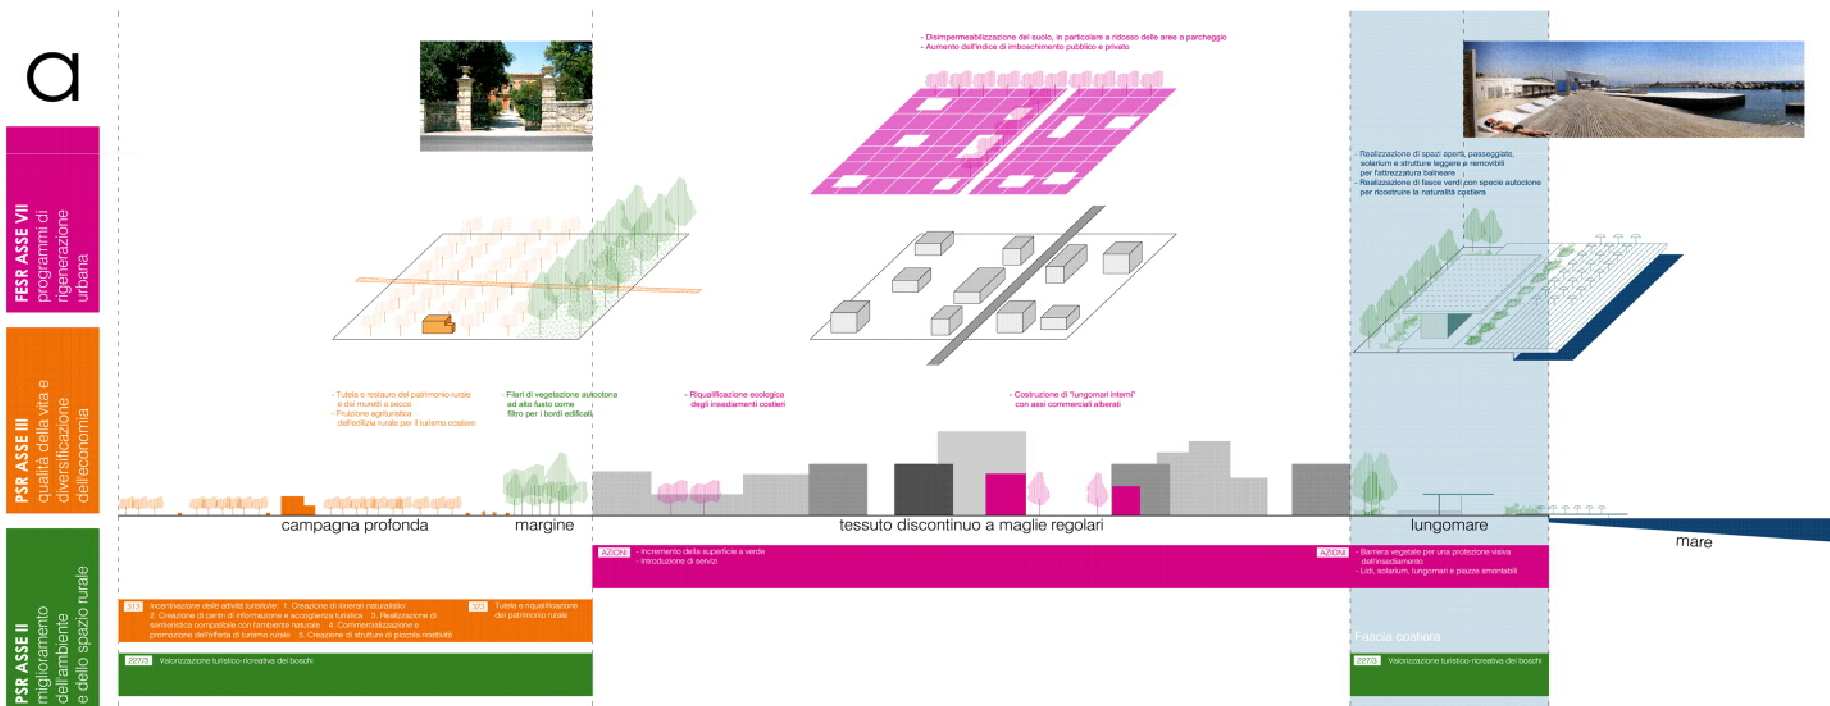 a
FESR ASSE VII
programmi di
rigenerazione
urbana
PSR ASSE III
qualità della vita e
diversificazione
dell'economia
PSR ASSE II
miglioramento
dell'ambiente
e dello spazio rurale
- Disimpermeabilizzazione del suolo, in particolare a ridosso delle aree a parcheggio
- Aumento dell'indice di imboschimento pubblico e privato
- Realizzazione di spazi aperti, passeggiate,
solarium e strutture leggere e removibili
per l'attrezzatura balneare
- Realizzazione di fasce verdi con specie autoctone
per ricostruire la naturalità costiera
- Tutela e restauro del patrimonio rurale
e dei muretti a secco
- Fruizione agrituristica
dell'edilizia rurale per il turismo costiero
- Filari di vegetazione autoctone
ad alto fusto come
filtro per i bordi edificati
- Riqualificazione ecologica
degli insediamenti costieri
- Costruzione di "lungomari interni"
con assi commerciali alberati
campagna profonda
margine
tessuto discontinuo a maglie regolari
lungomare
mare
AZIONI
- Incremento della superficie a verde
- Introduzione di servizi
AZIONI
- Barriera vegetale per una protezione visiva
dell'insediamento
- Lidi, solarium, lungomari e piazze smontabili
313
Incentivazione delle attività turistiche: 1. Creazione di itinerari naturalistici
2. Creazione di centri di informazione e accoglienza turistica 3. Realizzazione di
sentieristica compatibile con l'ambiente naturale 4. Commercializzazione e
promozione dell'offerta di turismo rurale 5. Creazione di strutture di piccola ricettività
323
Tutela e riqualificazione
del patrimonio rurale
Fascia costiera
227/3
Valorizzazione turistico-ricreativa dei boschi
227/3
Valorizzazione turistico-ricreativa dei boschi